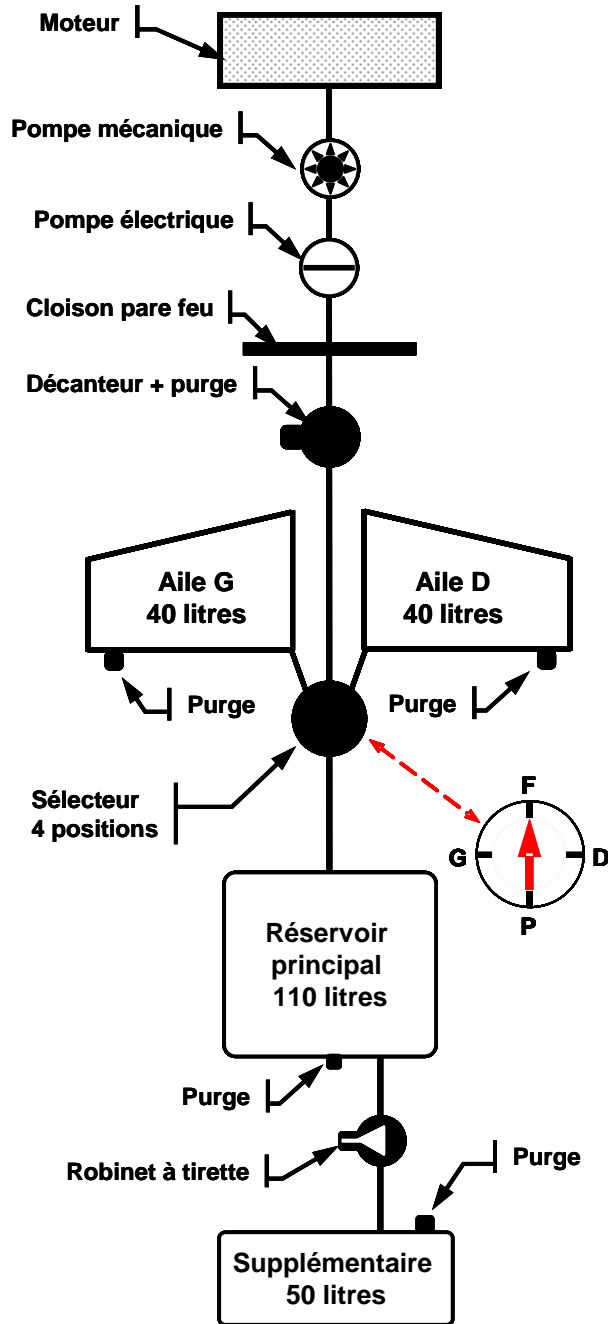 Moteur
Pompe mécanique
Pompe électrique
Cloison pare feu
Décanteur + purge
Aile G
40 litres
Aile D
40 litres
Purge
Purge
Sélecteur
4 positions
F
G
D
P
Réservoir
principal
110 litres
Purge
Robinet à tirette
Purge
Supplémentaire
50 litres